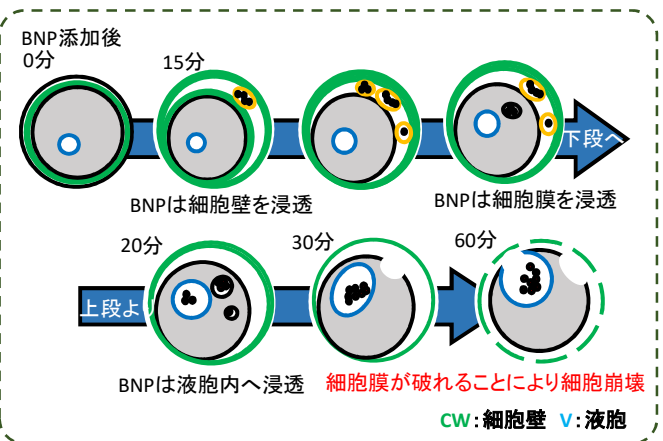 BNP添加後
0分
15分
下段へ
BNPは細胞壁を浸透
BNPは細胞膜を浸透
20分
30分
60分
上段より
BNPは液胞内へ浸透
細胞膜が破れることにより細胞崩壊
CW:細胞壁 V:液胞